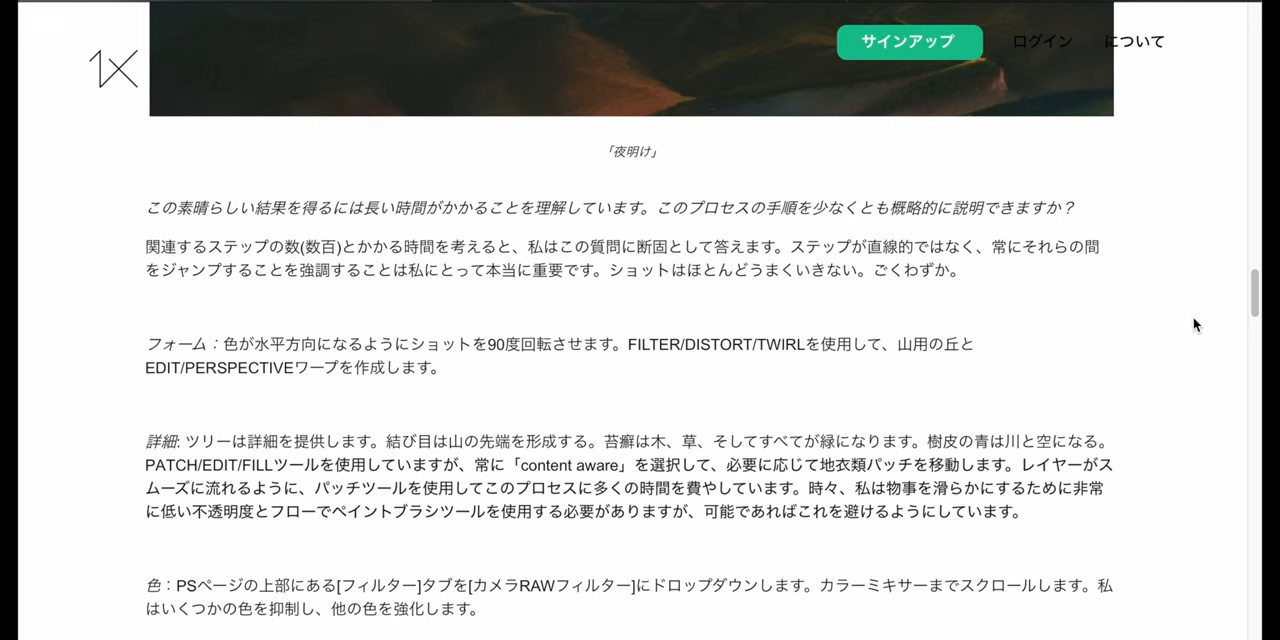 1X
サインアップ
ログイン
について
「夜明け」
この素晴らしい結果を得るには長い時間がかかることを理解しています。このプロセスの手順を少なくとも概略的に説明できますか？
関連するステップの数(数百)とかかる時間を考えると、私はこの質問に断固として答えます。ステップが直線的ではなく、常にそれらの間
をジャンプすることを強調することは私にとって本当に重要です。ショットはほとんどうまくいきない。ごくわずか。
フォーム：色が水平方向になるようにショットを90度回転させます。FILTER/DISTORT/TWIRLを使用して、山用の丘と
EDIT/PERSPECTIVEワープを作成します。
詳細: ツリーは詳細を提供します。結び目は山の先端を形成する。苔癬は木、草、そしてすべてが緑になります。樹皮の青は川と空になる。
PATCH/EDIT/FILLツールを使用していますが、常に「content aware」を選択して、必要に応じて地衣類パッチを移動します。レイヤーがス
ムーズに流れるように、パッチツールを使用してこのプロセスに多くの時間を費やしています。時々、私は物事を滑らかにするために非常
に低い不透明度とフローでペイントブラシツールを使用する必要がありますが、可能であればこれを避けるようにしています。
色：PSページの上部にある[フィルター]タブを[カメラRAWフィルター]にドロップダウンします。カラーミキサーまでスクロールします。私
はいくつかの色を抑制し、他の色を強化します。